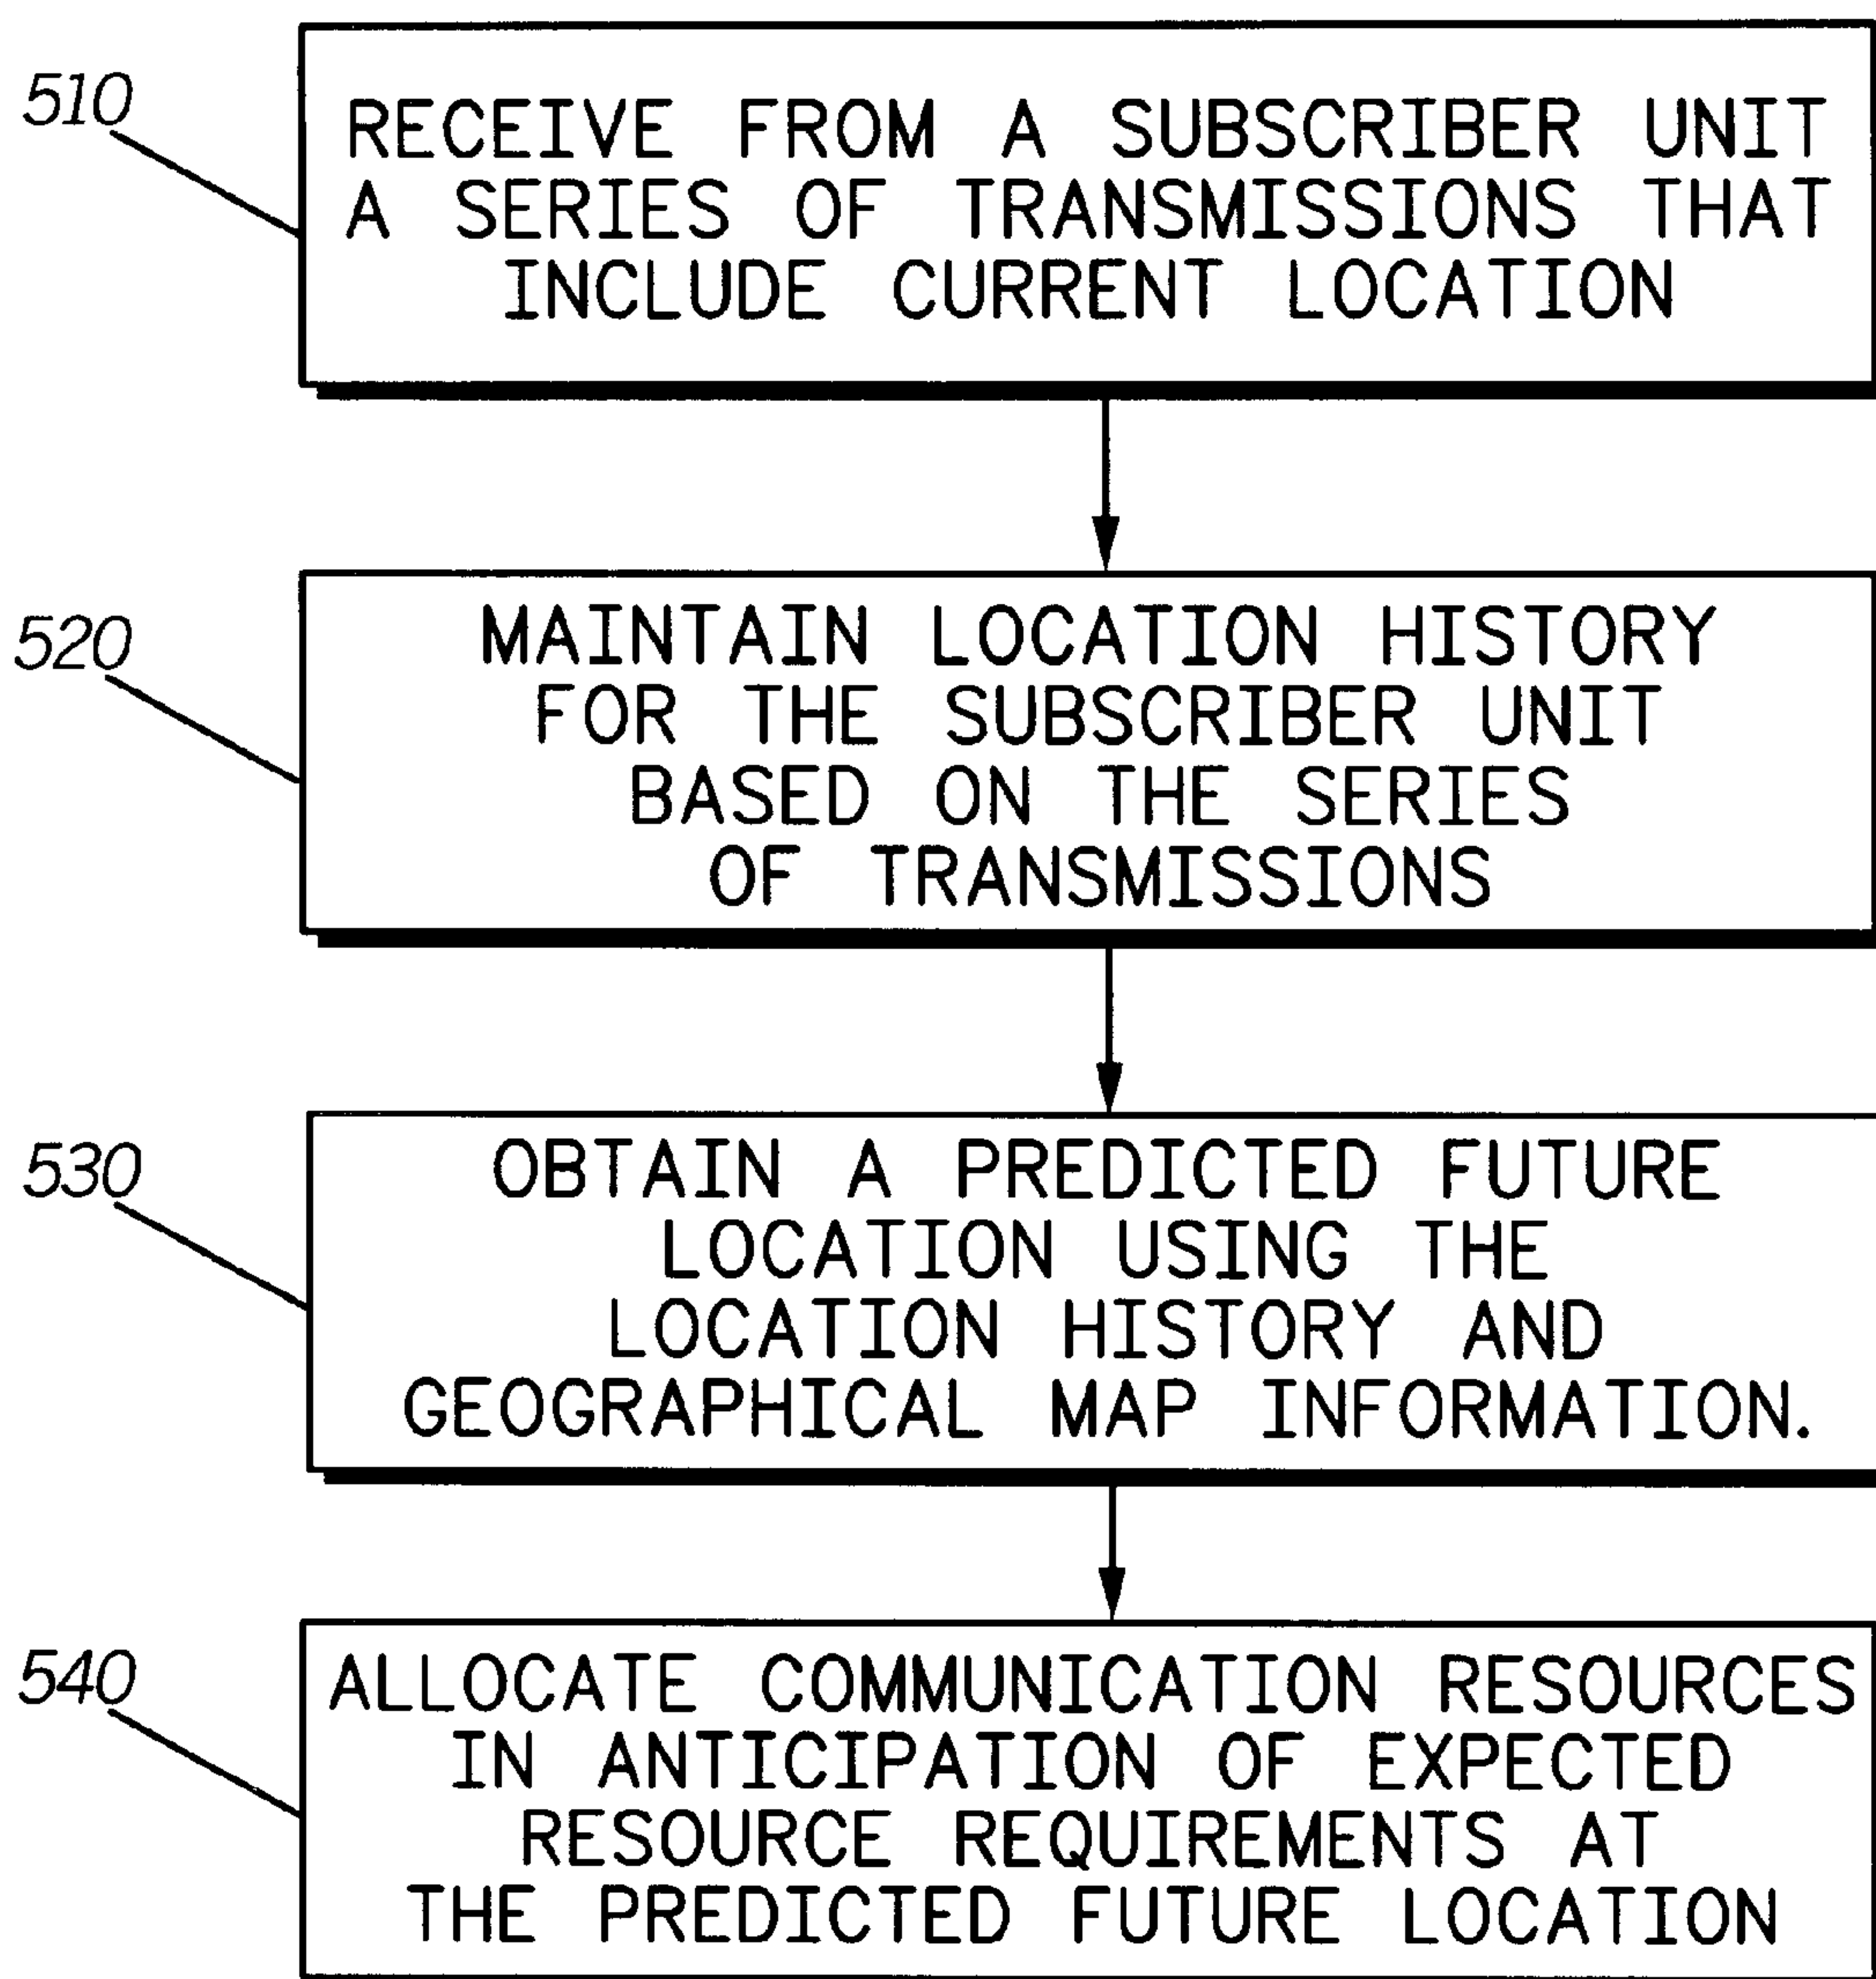 510
RECEIVE FROM A SUBSCRIBER UNIT
A SERIES OF TRANSMISSIONS THAT
INCLUDE CURRENT LOCATION
520
MAINTAIN LOCATION HISTORY
FOR THE SUBSCRIBER UNIT
BASED ON THE SERIES
OF TRANSMISSIONS
530
OBTAIN A PREDICTED FUTURE
LOCATION USING THE
LOCATION HISTORY AND
GEOGRAPHICAL MAP INFORMATION.
540
ALLOCATE COMMUNICATION RESOURCES
IN ANTICIPATION OF EXPECTED
RESOURCE REQUIREMENTS AT
THE PREDICTED FUTURE LOCATION